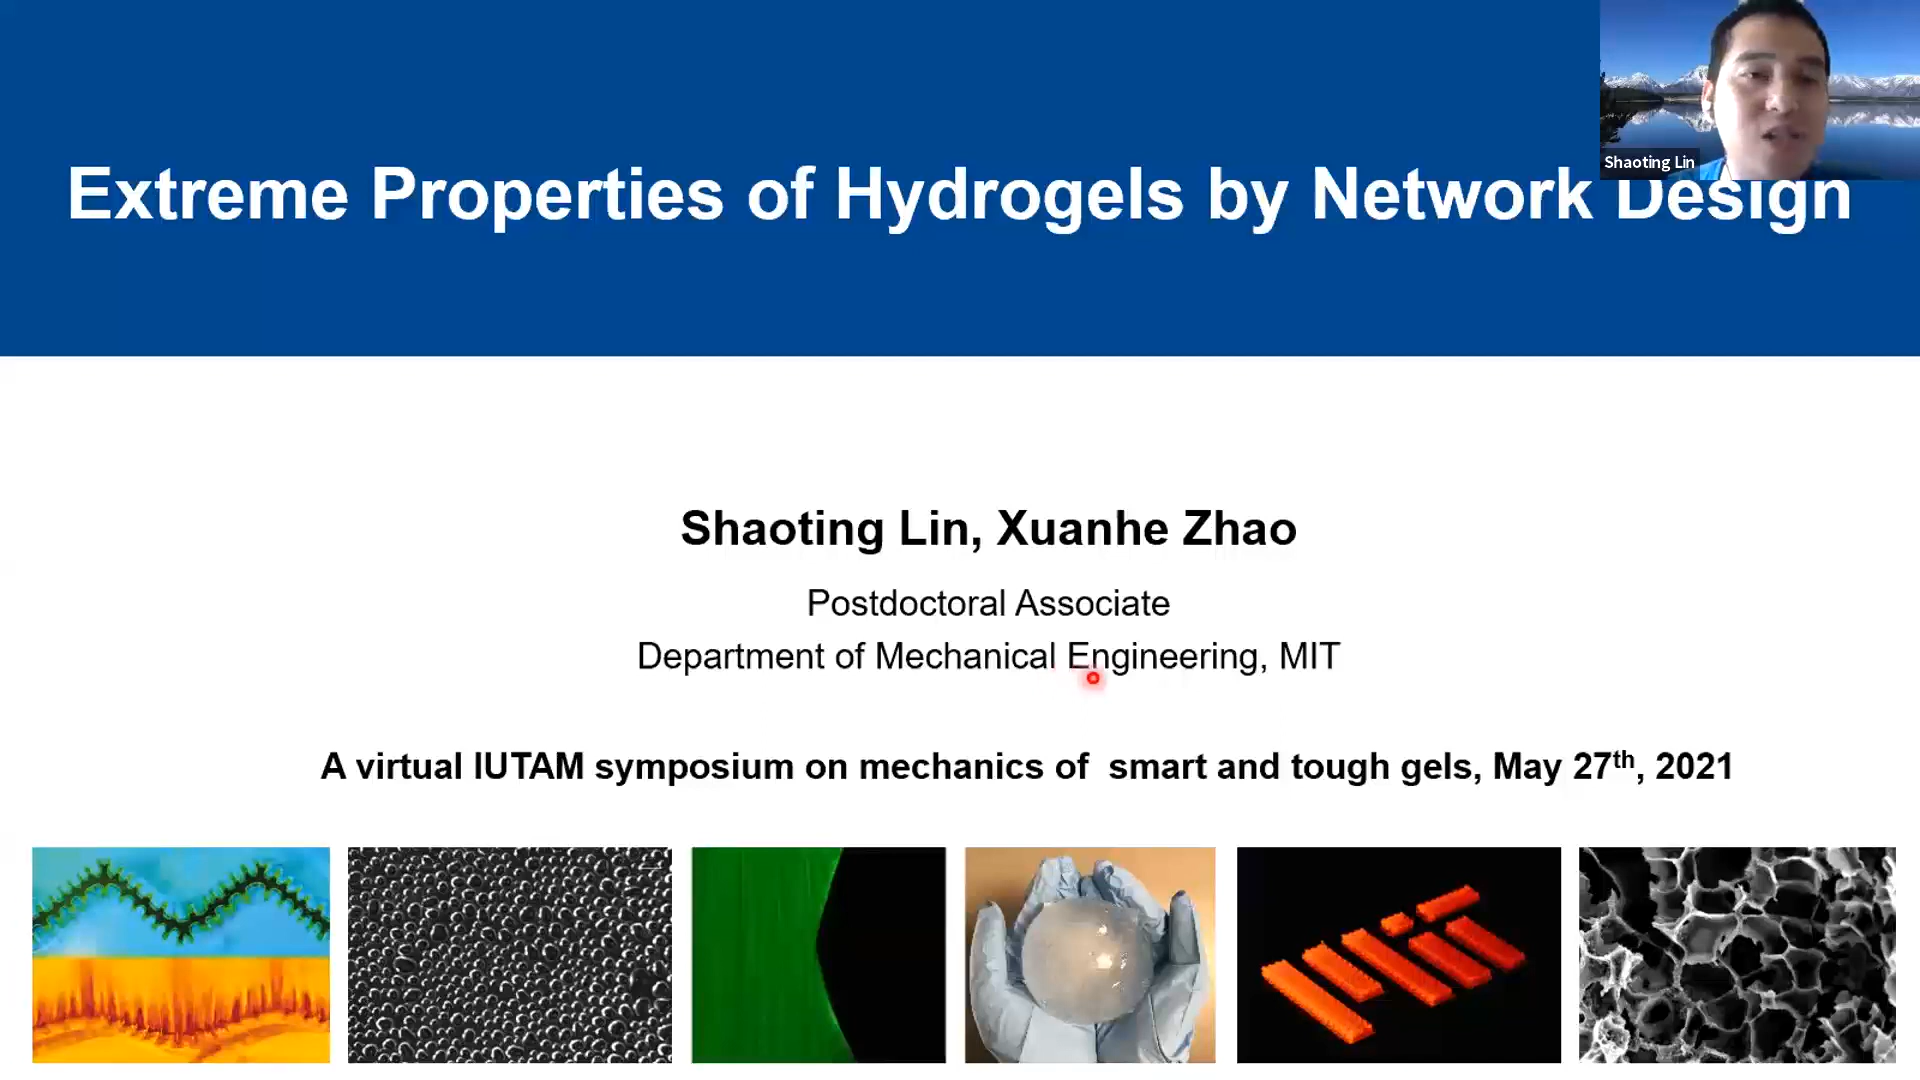 Shaoting Lin
Extreme Properties of Hydrogels by Network Design
Shaoting Lin, Xuanhe Zhao
Postdoctoral Associate
Department of Mechanical Engineering, MIT
A virtual IUTAM symposium on mechanics of smart and tough gels, May 27th, 2021
MIT